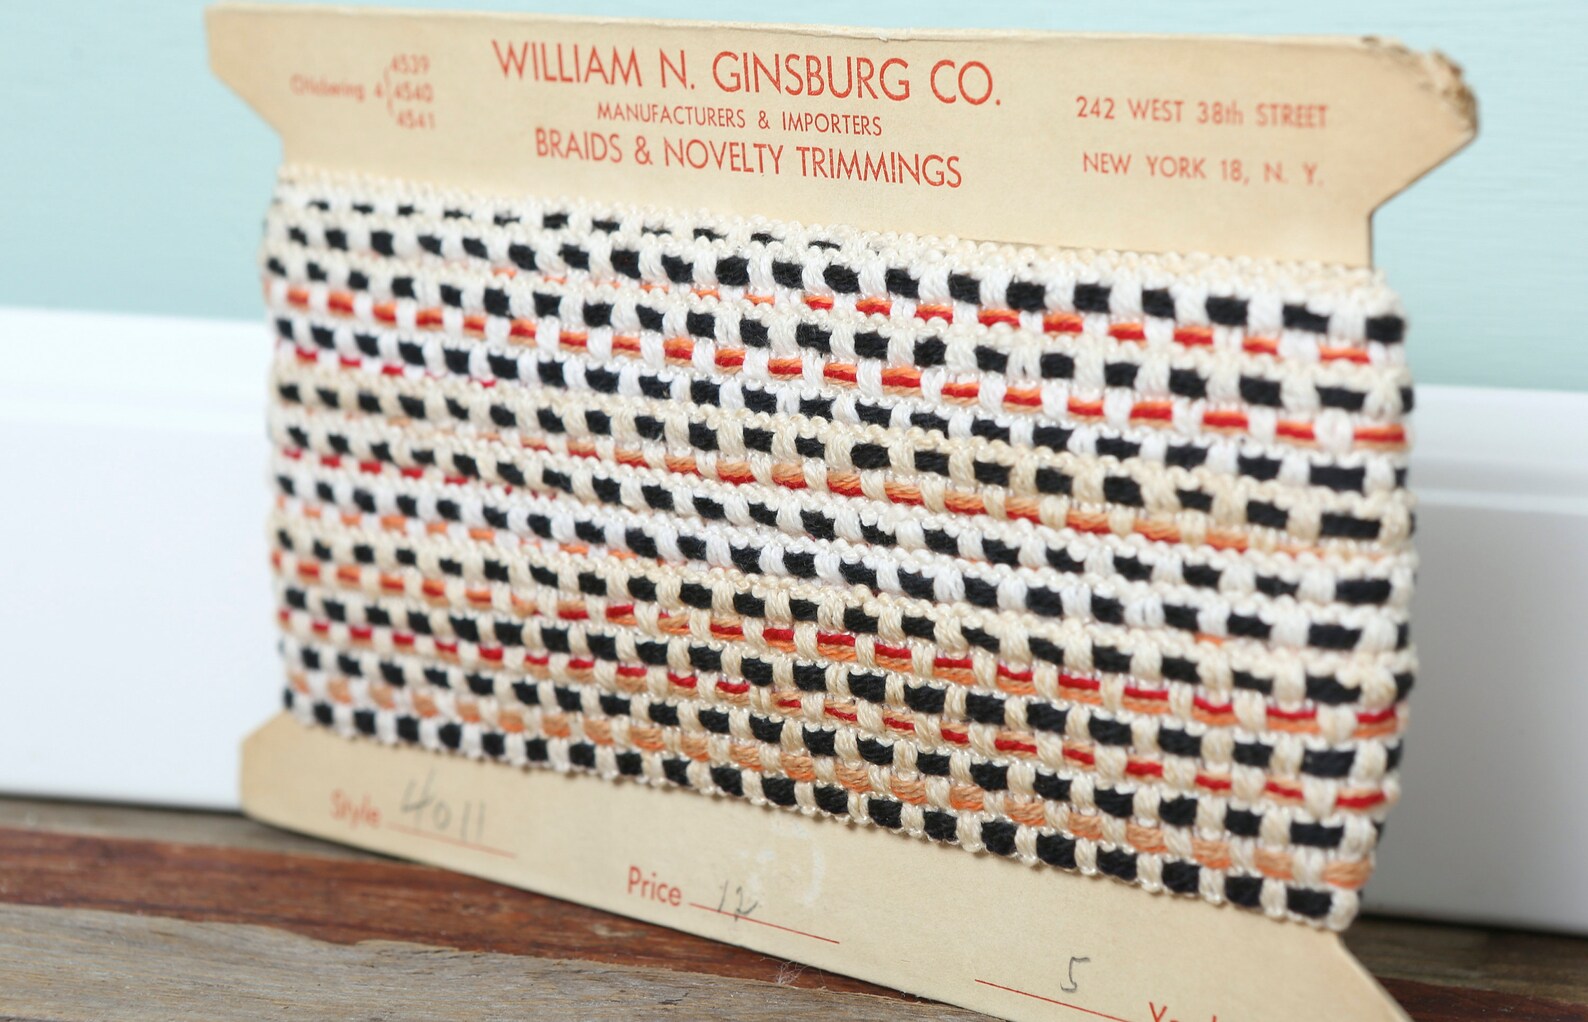 WILLIAM N. GINSBURG CO.
MANUFACTURERS & IMPORTERS
BRAIDS & NOVELTY TRIMMINGS
4539
CHickering 4 4540
4541
242 WEST 38th STREET
NEW YORK 18, N. Y.
Style 4011
Price 12
5